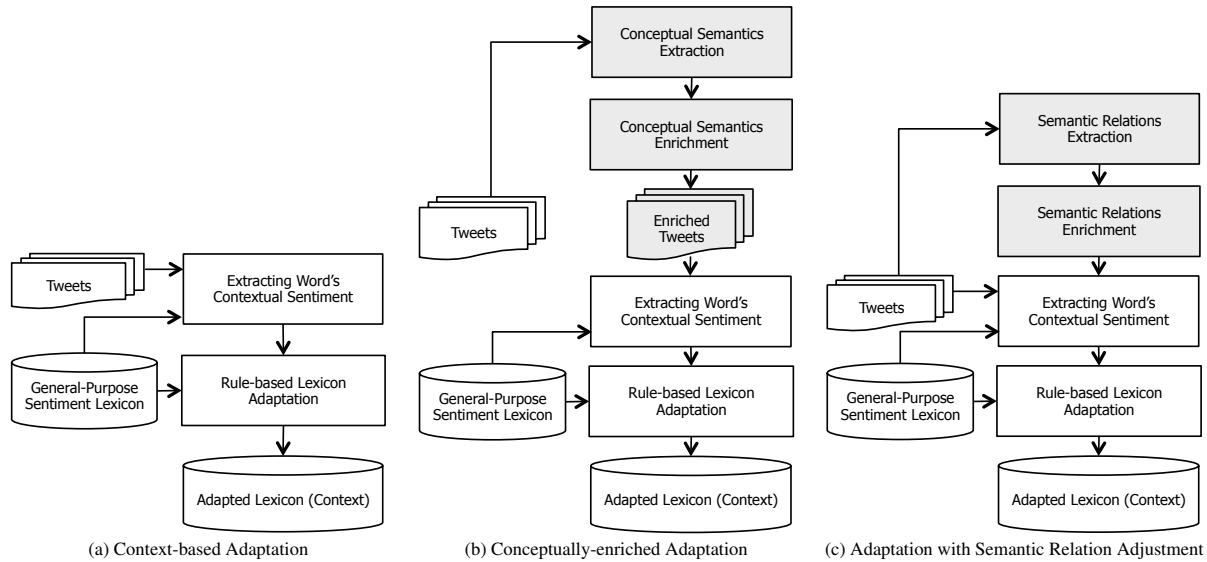 Tweets
Extracting Word's
Contextual Sentiment
General-Purpose
Sentiment Lexicon
Rule-based Lexicon
Adaptation
Adapted Lexicon (Context)
(a) Context-based Adaptation
Conceptual Semantics
Extraction
Conceptual Semantics
Enrichment
Tweets
Enriched
Tweets
Extracting Word's
Contextual Sentiment
General-Purpose
Sentiment Lexicon
Rule-based Lexicon
Adaptation
Adapted Lexicon (Context)
(b) Conceptually-enriched Adaptation
Semantic Relations
Extraction
Semantic Relations
Enrichment
Tweets
Extracting Word's
Contextual Sentiment
General-Purpose
Sentiment Lexicon
Rule-based Lexicon
Adaptation
Adapted Lexicon (Context)
(c) Adaptation with Semantic Relation Adjustment